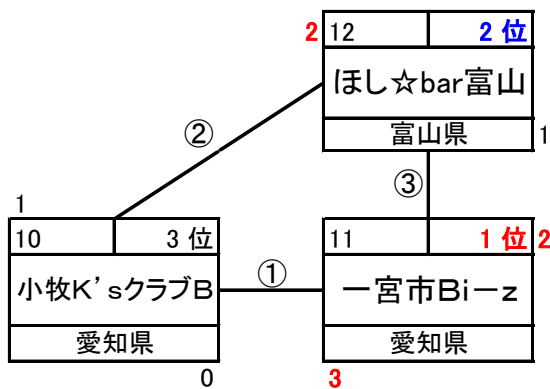 2 12 2 位
ほし☆bar富山
富山県 1
②
③
1
10 3 位
小牧K’sクラブB
愛知県
0
①
11 1 位 2
一宮市Bi－z
愛知県
3